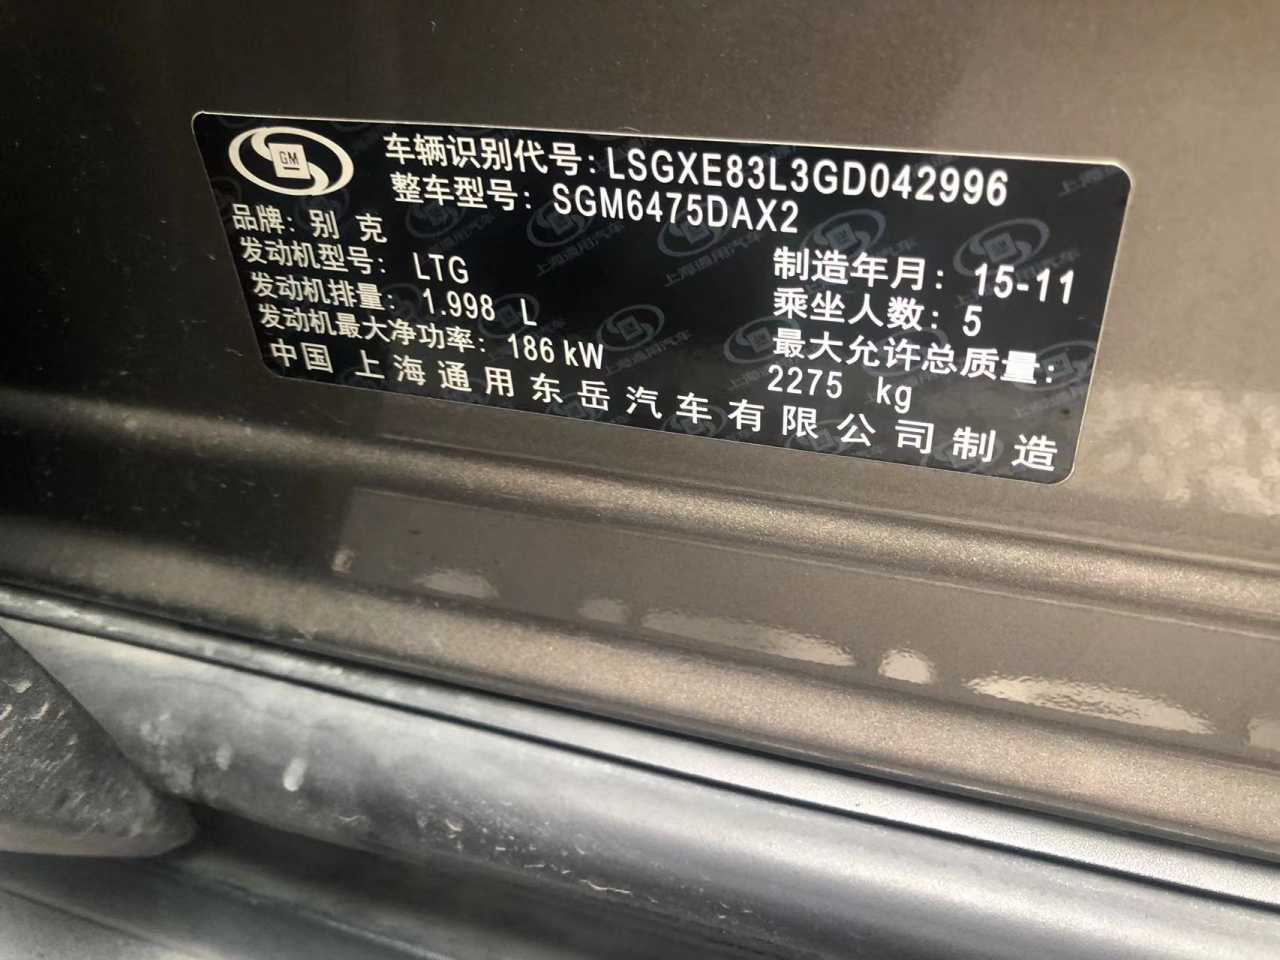 GM
车辆识别代号：LSGXE83L3GD042996
整车型号：SGM6475DAX2
品牌：别克
发动机型号：LTG
制造年月：15-11
发动机排量：1.998 L
乘坐人数：5
发动机最大净功率：186 kW
最大允许总质量：
2275 kg
中国 上海通用东岳汽车有限公司制造